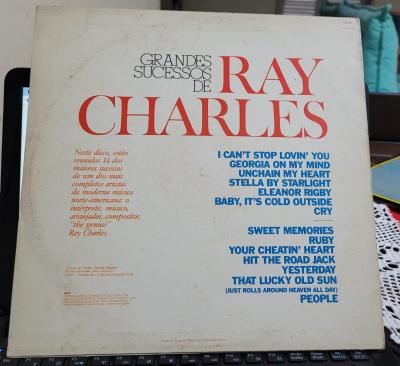 GRANDES
SUCESSOS
DE
RAY
CHARLES
Neste disco, estão
reunidos 14 dos
maiores sucessos
de um dos mais
completos artistas
da moderna música
norte-americana: o
intérprete, músico,
arranjador, compositor,
"the genius"
Ray Charles.
I CAN'T STOP LOVIN' YOU
GEORGIA ON MY MIND
UNCHAIN MY HEART
STELLA BY STARLIGHT
ELEANOR RIGBY
BABY, IT'S COLD OUTSIDE
CRY
SWEET MEMORIES
RUBY
YOUR CHEATIN' HEART
HIT THE ROAD JACK
YESTERDAY
THAT LUCKY OLD SUN
(JUST ROLLS AROUND HEAVEN ALL DAY)
PEOPLE